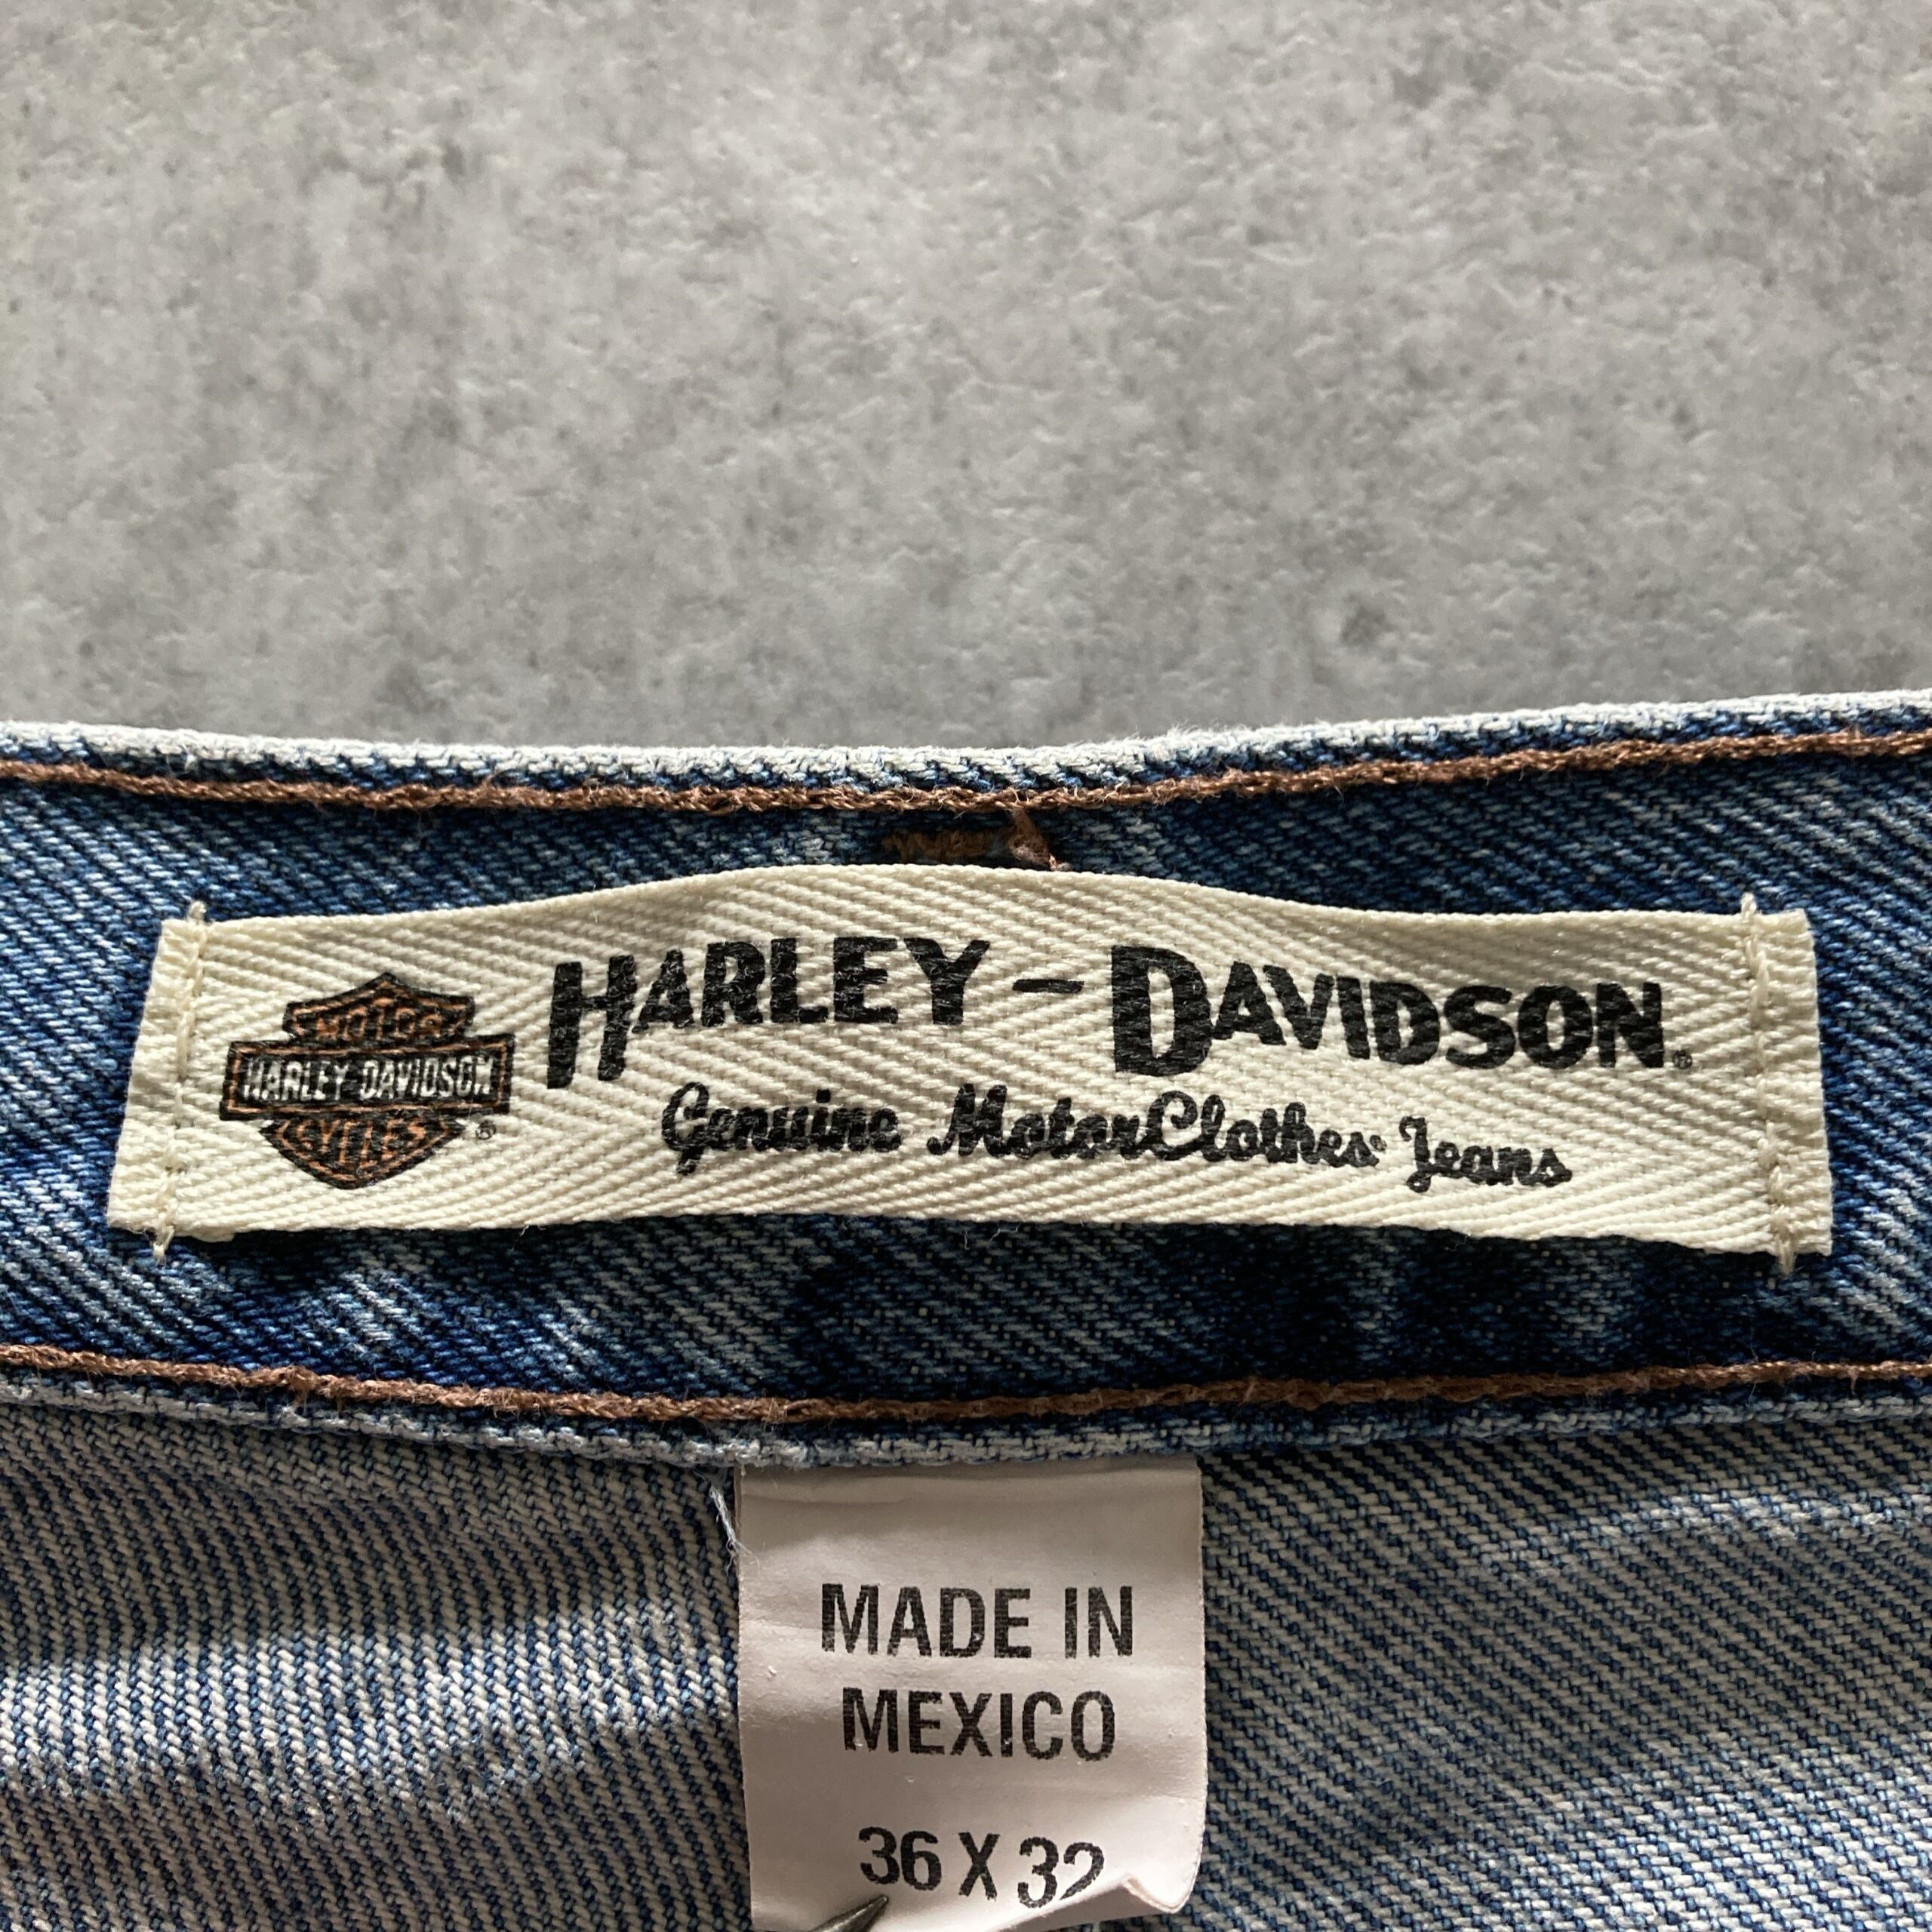 MOTOR
HARLEY-DAVIDSON
CYCLES ®
HARLEY-DAVIDSON®
Genuine MotorClothes® Jeans
MADE IN
MEXICO
36 X 32